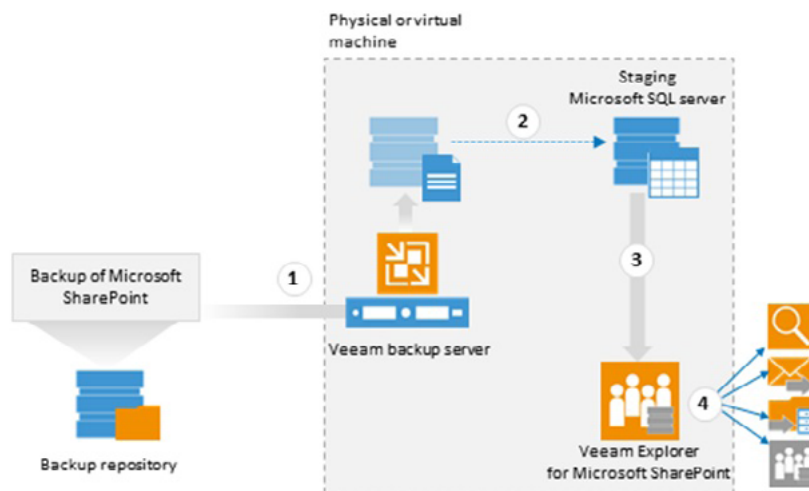 Physical or virtual
machine
Staging
Microsoft SQL server
2
Backup of Microsoft
SharePoint
1
3
Veeam backup server
4
Backup repository
Veeam Explorer
for Microsoft SharePoint